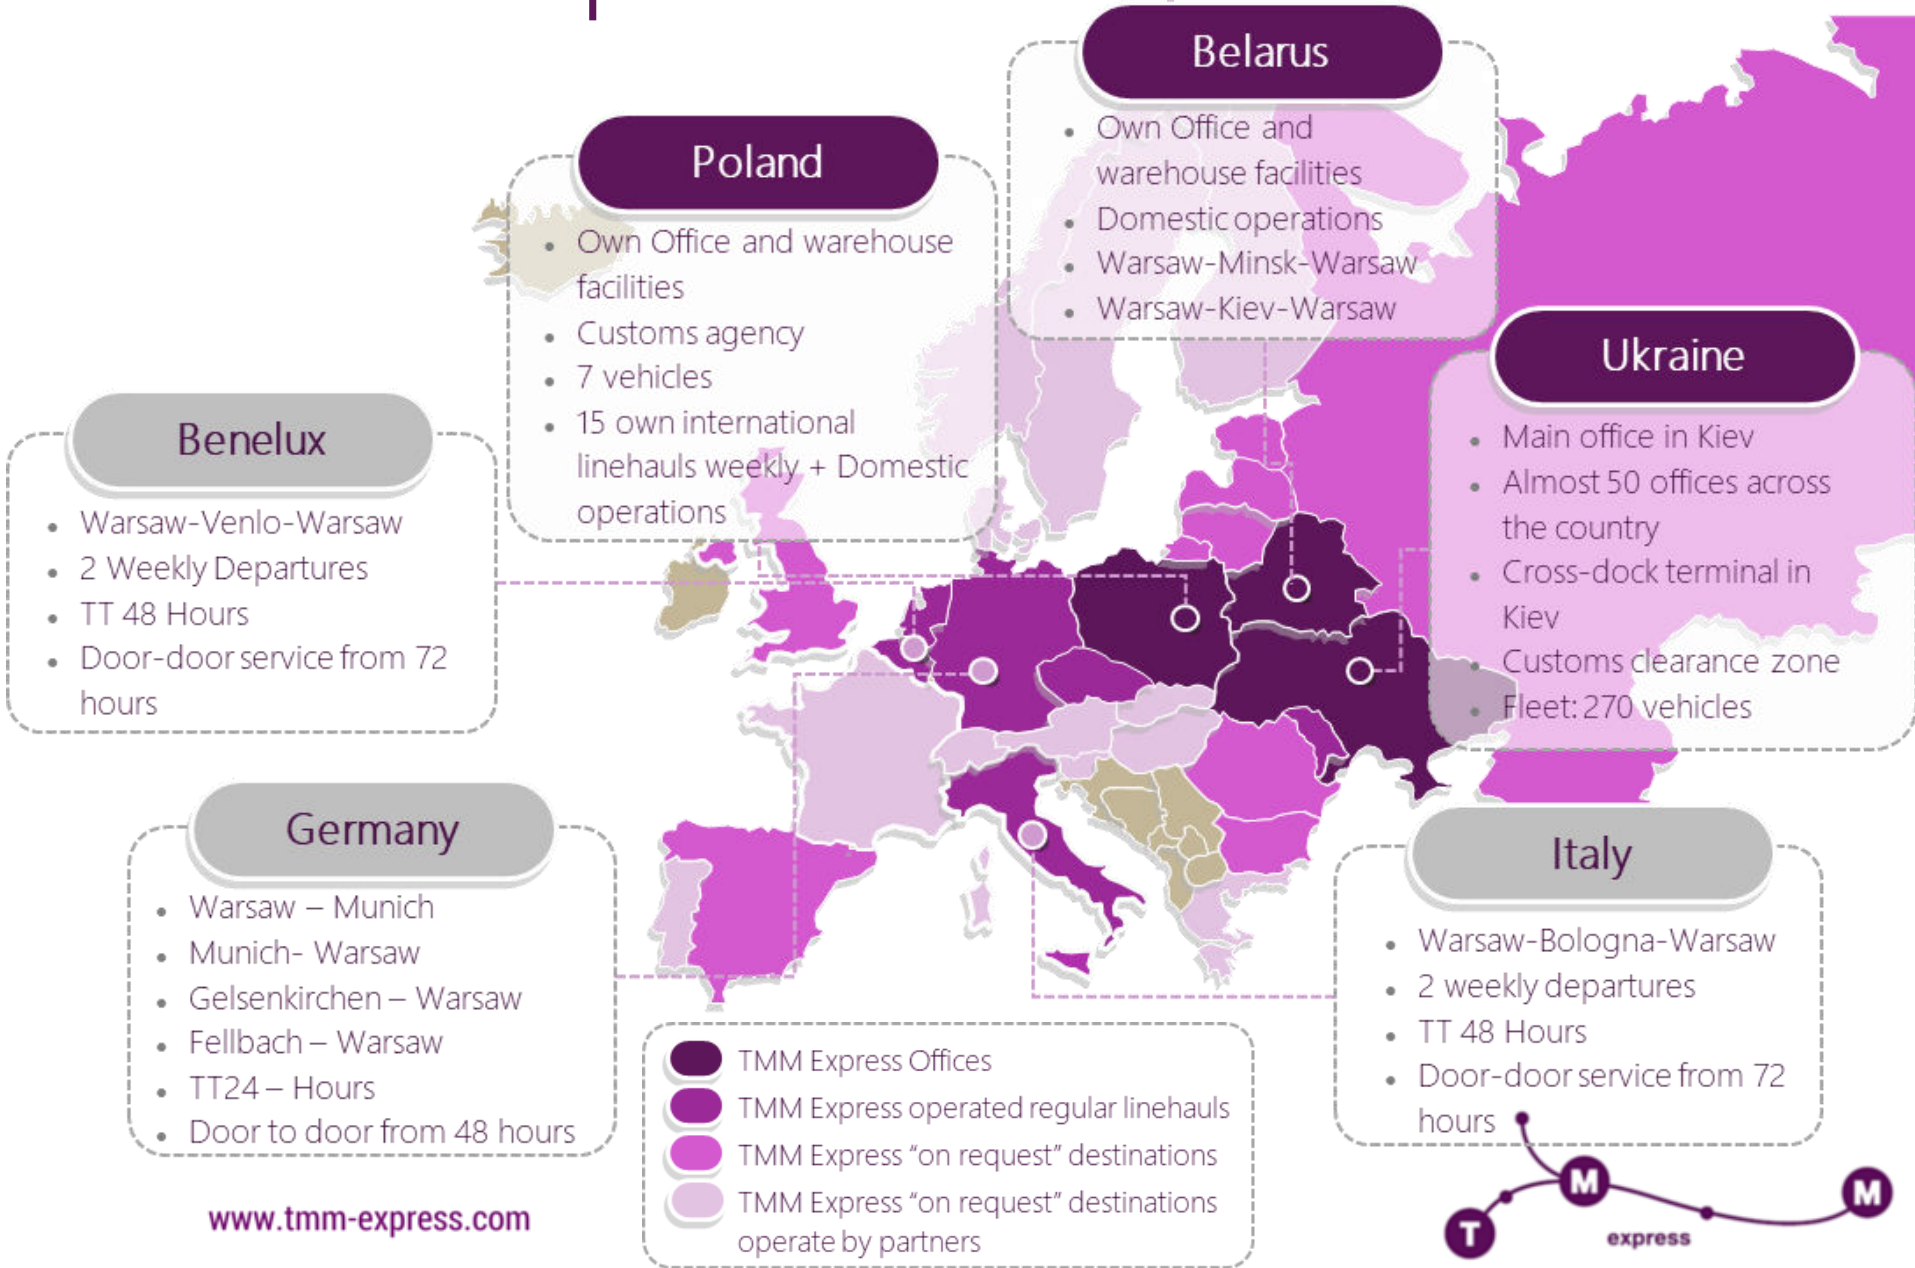 Belarus
• Own Office and
warehouse facilities
• Domestic operations
• Warsaw-Minsk-Warsaw
• Warsaw-Kiev-Warsaw
Poland
• Own Office and warehouse
facilities
• Customs agency
• 7 vehicles
• 15 own international
linehauls weekly + Domestic
operations
Ukraine
• Main office in Kiev
• Almost 50 offices across
the country
• Cross-dock terminal in
Kiev
• Customs clearance zone
• Fleet: 270 vehicles
Benelux
• Warsaw-Venlo-Warsaw
• 2 Weekly Departures
• TT 48 Hours
• Door-door service from 72
hours
Germany
• Warsaw – Munich
• Munich- Warsaw
• Gelsenkirchen – Warsaw
• Fellbach – Warsaw
• TT24 – Hours
• Door to door from 48 hours
Italy
• Warsaw-Bologna-Warsaw
• 2 weekly departures
• TT 48 Hours
• Door-door service from 72
hours
TMM Express Offices
TMM Express operated regular linehauls
TMM Express “on request” destinations
TMM Express “on request” destinations
operate by partners
www.tmm-express.com
T M M
express